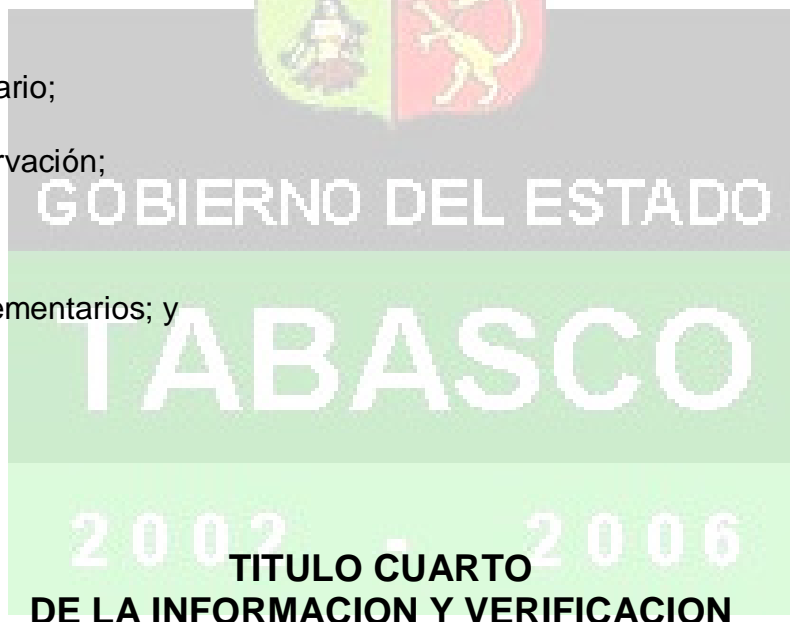 ario;
rvación;
GOBIERNO DEL ESTADO
ementarios; y
TABASCO
2002 - 2006
TITULO CUARTO
DE LA INFORMACION Y VERIFICACION